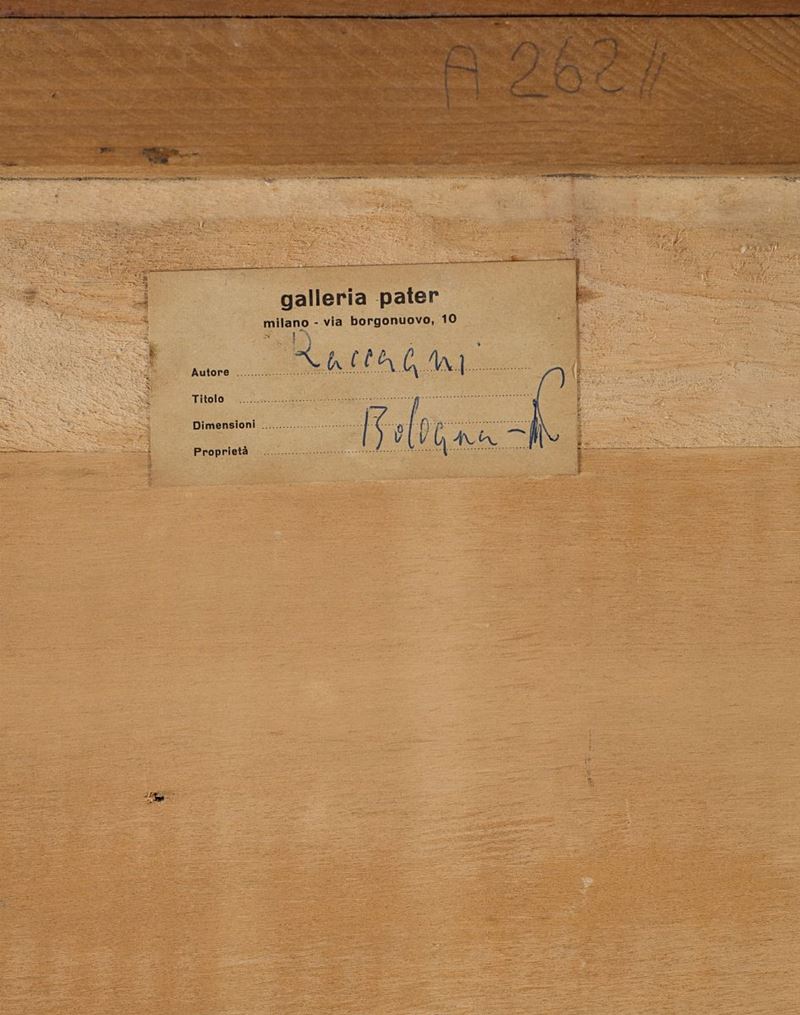 A 262 //
galleria pater
milano - via borgonuovo, 10
Autore Raccagni
Titolo
Dimensioni Bologna -
Proprietà